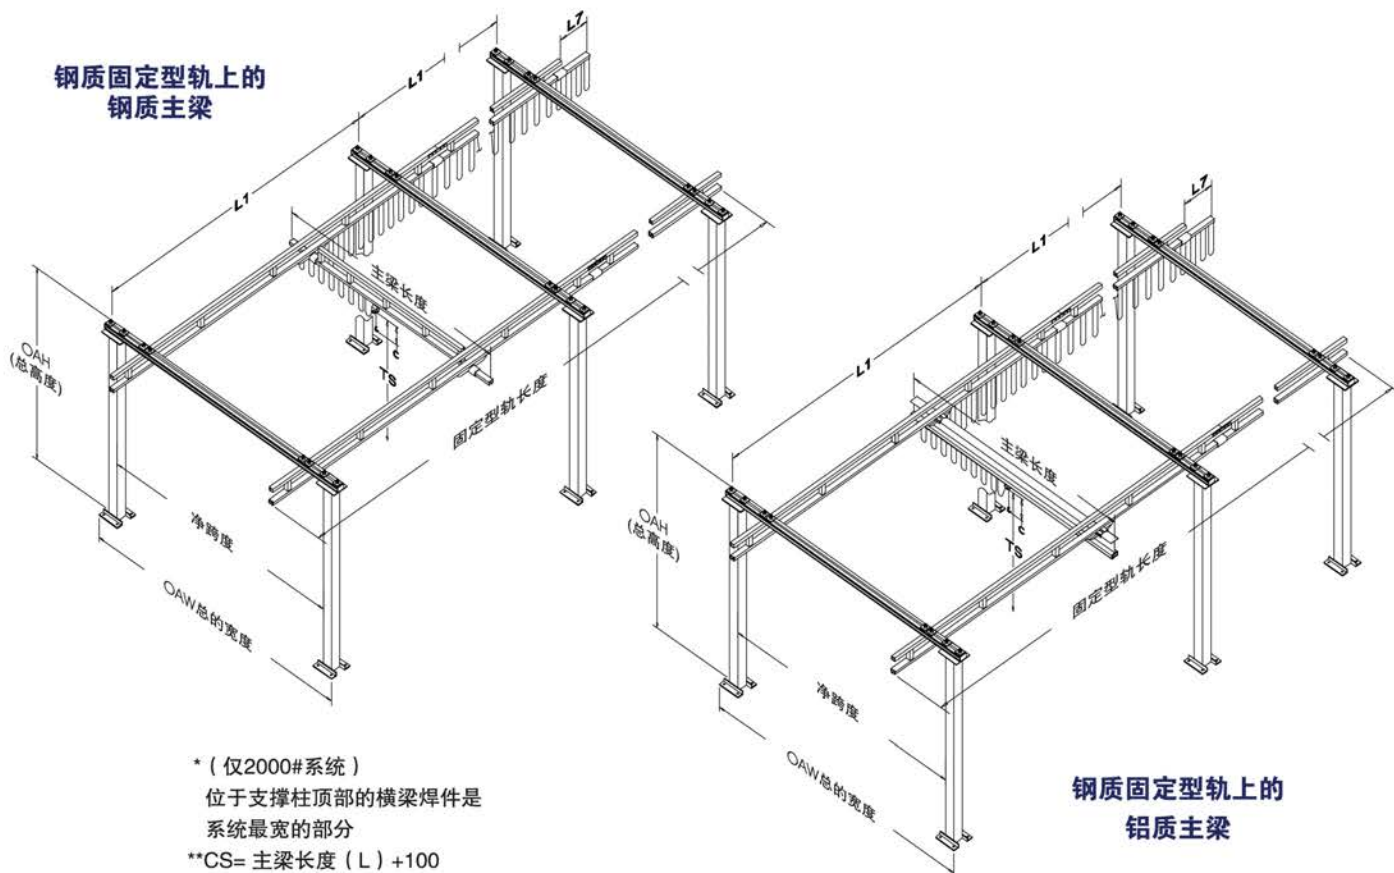 钢质固定型轨上的
钢质主梁
L1
L7
L1
主梁长度
C
TS
固定型轨长度
OAH
(总高度)
净跨度
OAW总的宽度
L1
L7
L1
主梁长度
C
TS
固定型轨长度
OAH
(总高度)
净跨度
OAW总的宽度
*（仅2000#系统）
位于支撑柱顶部的横梁焊件是
系统最宽的部分
**CS= 主梁长度（L）+100
钢质固定型轨上的
铝质主梁